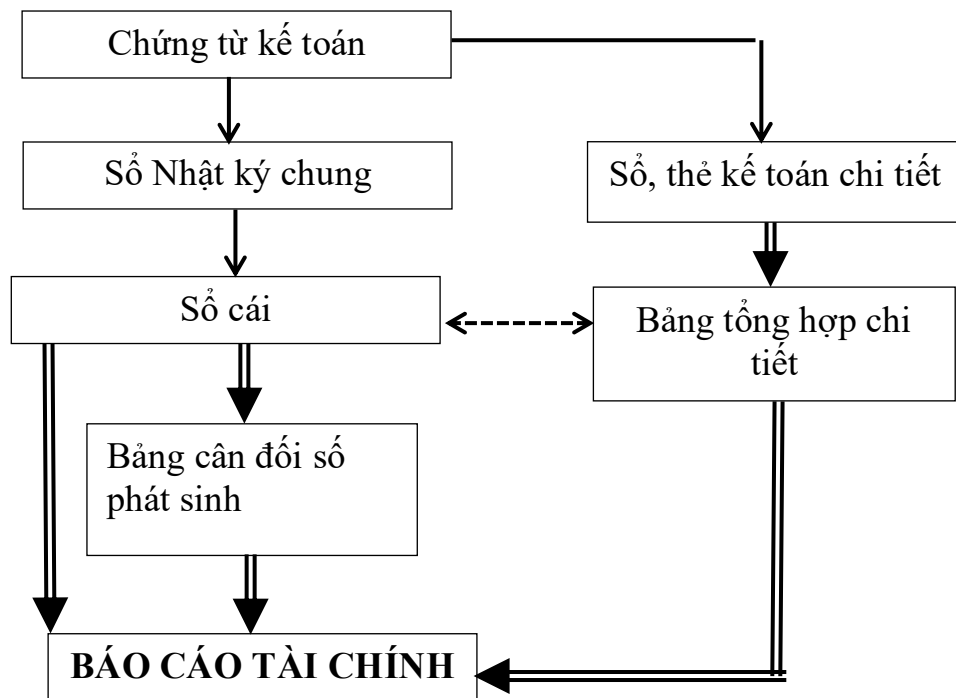 Chứng từ kế toán
Sổ Nhật ký chung
Sổ, thẻ kế toán chi tiết
Sổ cái
Bảng tổng hợp chi
tiết
Bảng cân đối số
phát sinh
BÁO CÁO TÀI CHÍNH